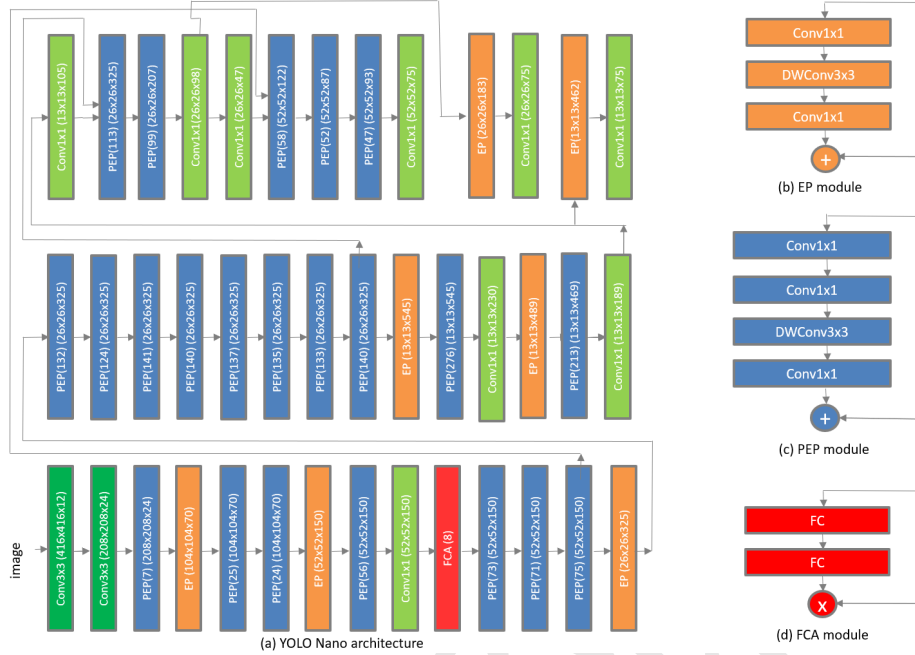 Conv1x1 (13x13x105)
PEP(113) (26x26x325)
PEP(99) (26x26x207)
Conv1x1(26x26x98)
Conv1x1 (26x26x47)
PEP(58) (52x52x122)
PEP(52) (52x52x87)
PEP(47) (52x52x93)
Conv1x1 (52x52x75)
EP (26x26x183)
Conv1x1 (26x26x75)
EP(13x13x462)
Conv1x1 (13x13x75)
PEP(132) (26x26x325)
PEP(124) (26x26x325)
PEP(141) (26x26x325)
PEP(140) (26x26x325)
PEP(137) (26x26x325)
PEP(135) (26x26x325)
PEP(133) (26x26x325)
PEP(140) (26x26x325)
EP (13x13x545)
PEP(276) (13x13x545)
Conv1x1 (13x13x230)
EP (13x13x489)
PEP(213) (13x13x469)
Conv1x1 (13x13x189)
image
Conv3x3 (416x416x12)
Conv3x3 (208x208x24)
PEP(7) (208x208x24)
EP (104x104x70)
PEP(25) (104x104x70)
PEP(24) (104x104x70)
EP (52x52x150)
PEP(56) (52x52x150)
Conv1x1 (52x52x150)
FCA (8)
PEP(73) (52x52x150)
PEP(71) (52x52x150)
PEP(75) (52x52x150)
EP (26x26x325)
(a) YOLO Nano architecture
Conv1x1
DWConv3x3
Conv1x1
+
(b) EP module
Conv1x1
Conv1x1
DWConv3x3
Conv1x1
+
(c) PEP module
FC
FC
X
(d) FCA module